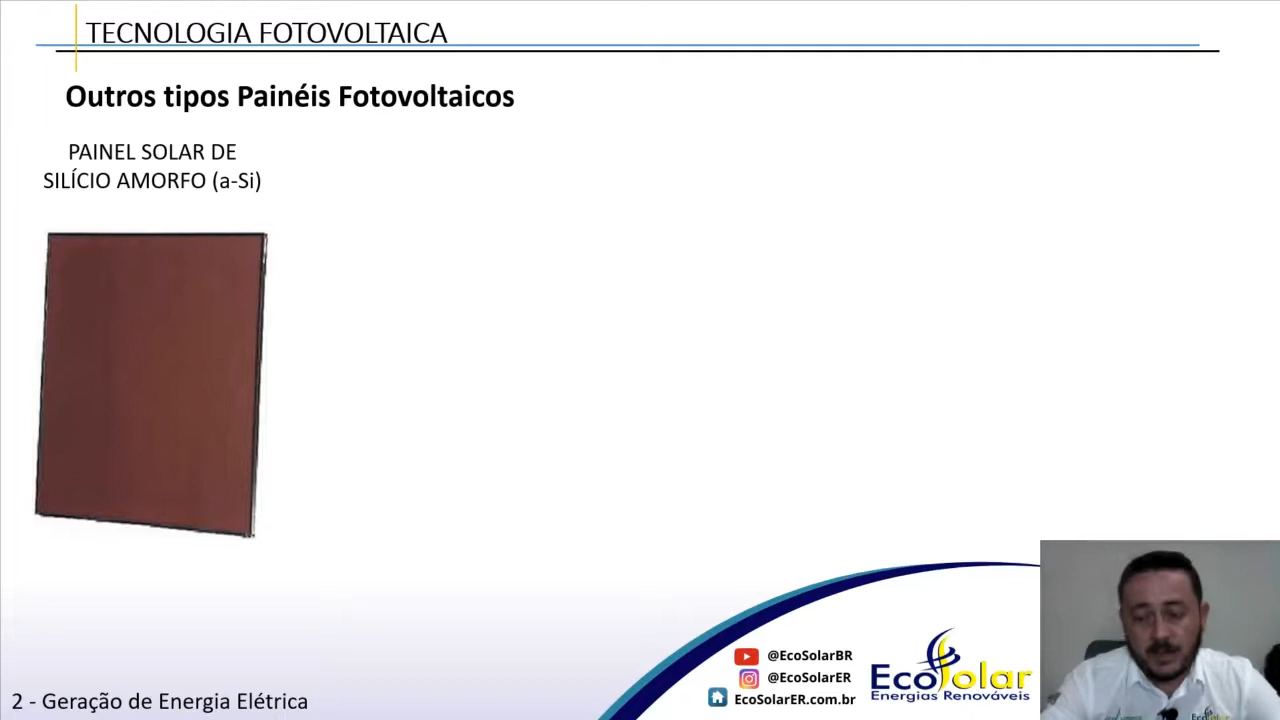 TECNOLOGIA FOTOVOLTAICA
Outros tipos Painéis Fotovoltaicos
PAINEL SOLAR DE
SILÍCIO AMORFO (a-Si)
@EcoSolarBR
@EcoSolarER
EcoSolarER.com.br
EcoSolar
Energias Renováveis
2 - Geração de Energia Elétrica